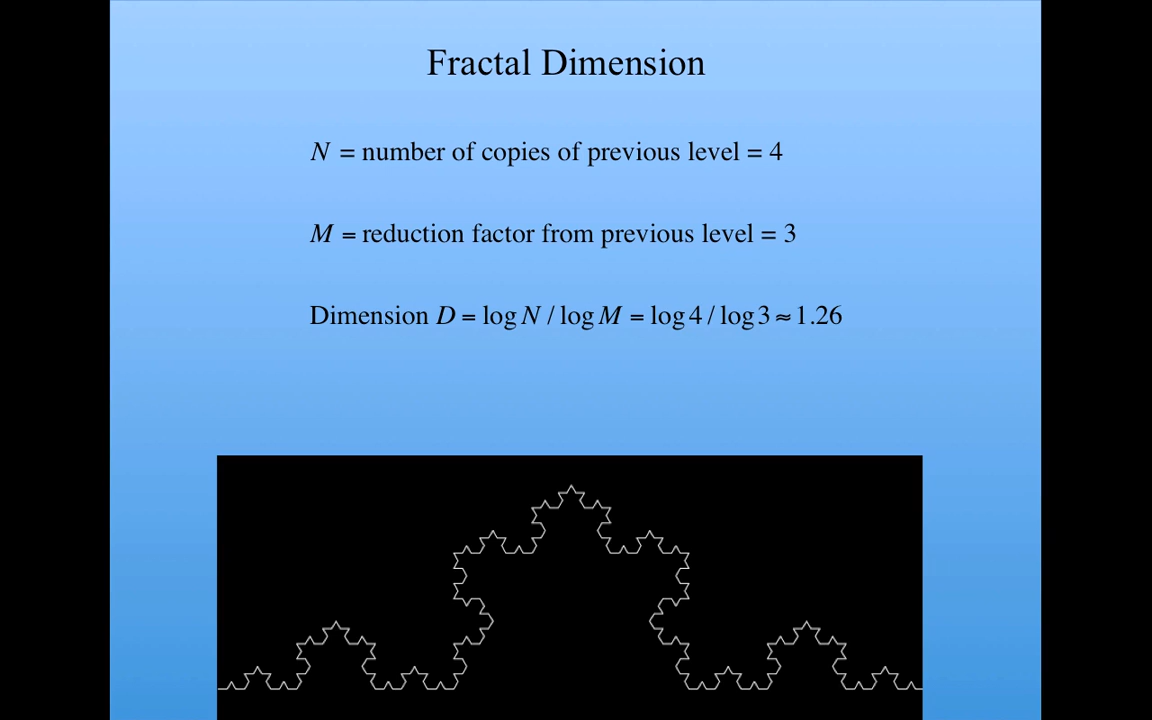 Fractal Dimension
N = number of copies of previous level = 4
M = reduction factor from previous level = 3
Dimension D = log N / log M = log 4 / log 3 ≈ 1.26